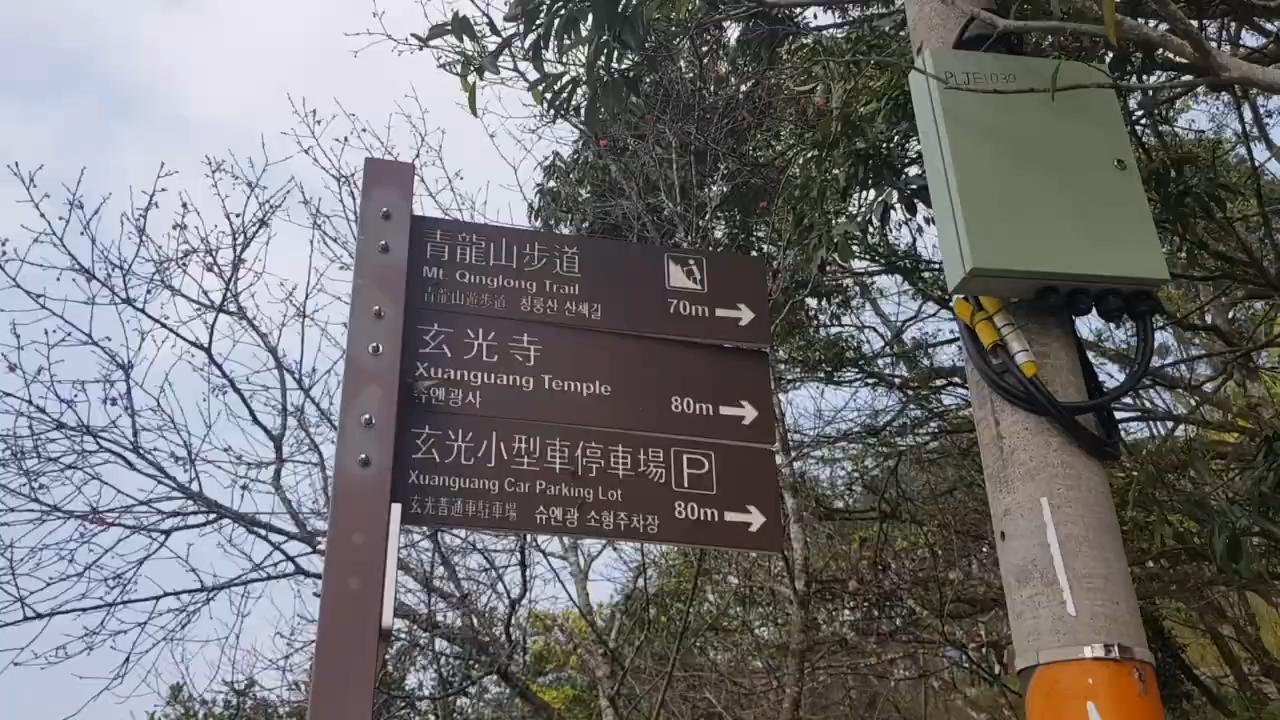 PLJE1030
青龍山步道
Mt. Qinglong Trail
青龍山遊歩道 칭룽산 산책길
70m
玄光寺
Xuanguang Temple
슈엔광사
80m
玄光小型車停車場 P
Xuanguang Car Parking Lot
玄光普通車駐車場 슈엔광 소형주차장
80m